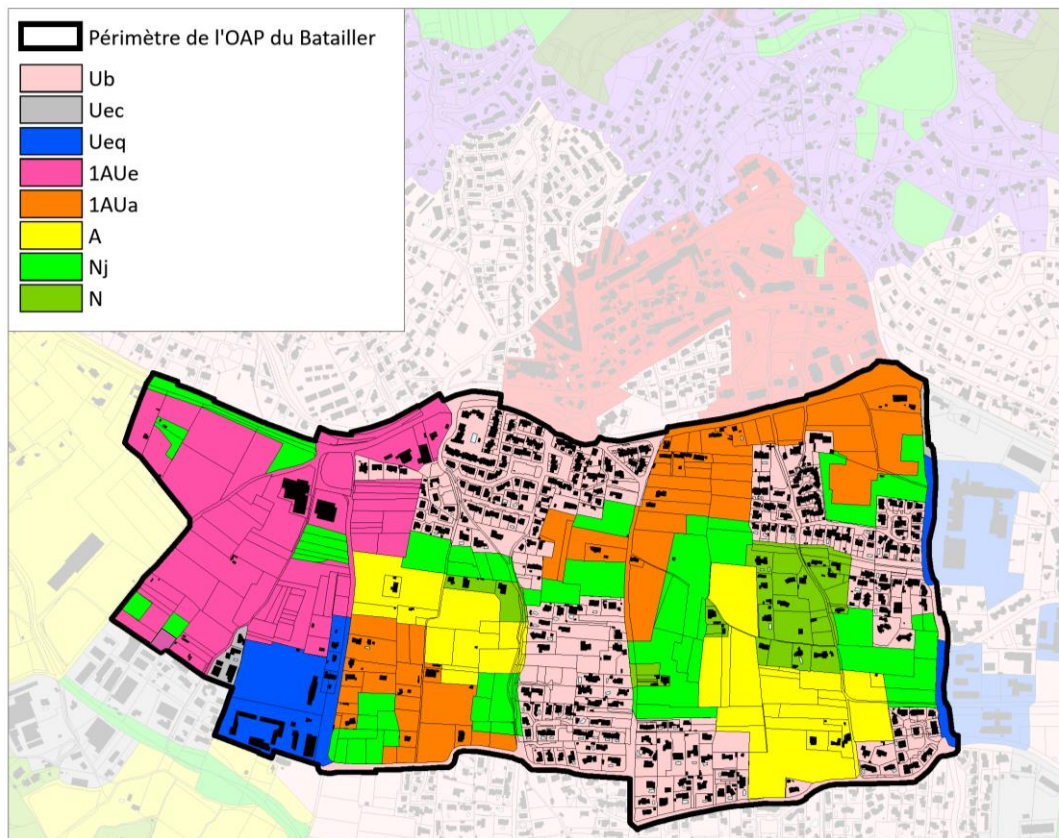 Périmètre de l'OAP du Batailler
Ub
Uec
Ueq
1AUe
1AUa
A
Nj
N